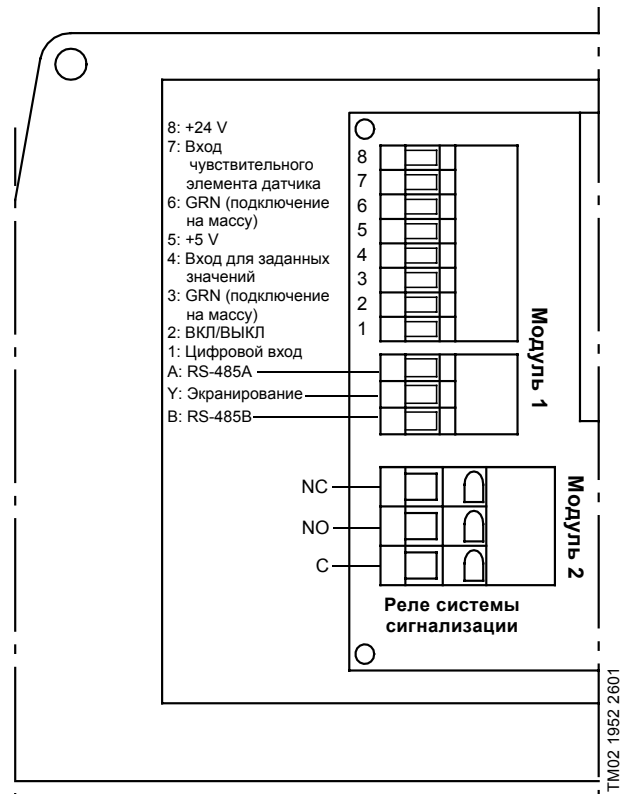 8: +24 V
7: Вход
чувствительного
элемента датчика
6: GRN (подключение
на массу)
5: +5 V
4: Вход для заданных
значений
3: GRN (подключение
на массу)
2: ВКЛ/ВЫКЛ
1: Цифровой вход
A: RS-485A
Y: Экранирование
B: RS-485B
8
7
6
5
4
3
2
1
Модуль 1
NC
NO
C
Модуль 2
Реле системы
сигнализации
TM02 1952 2601